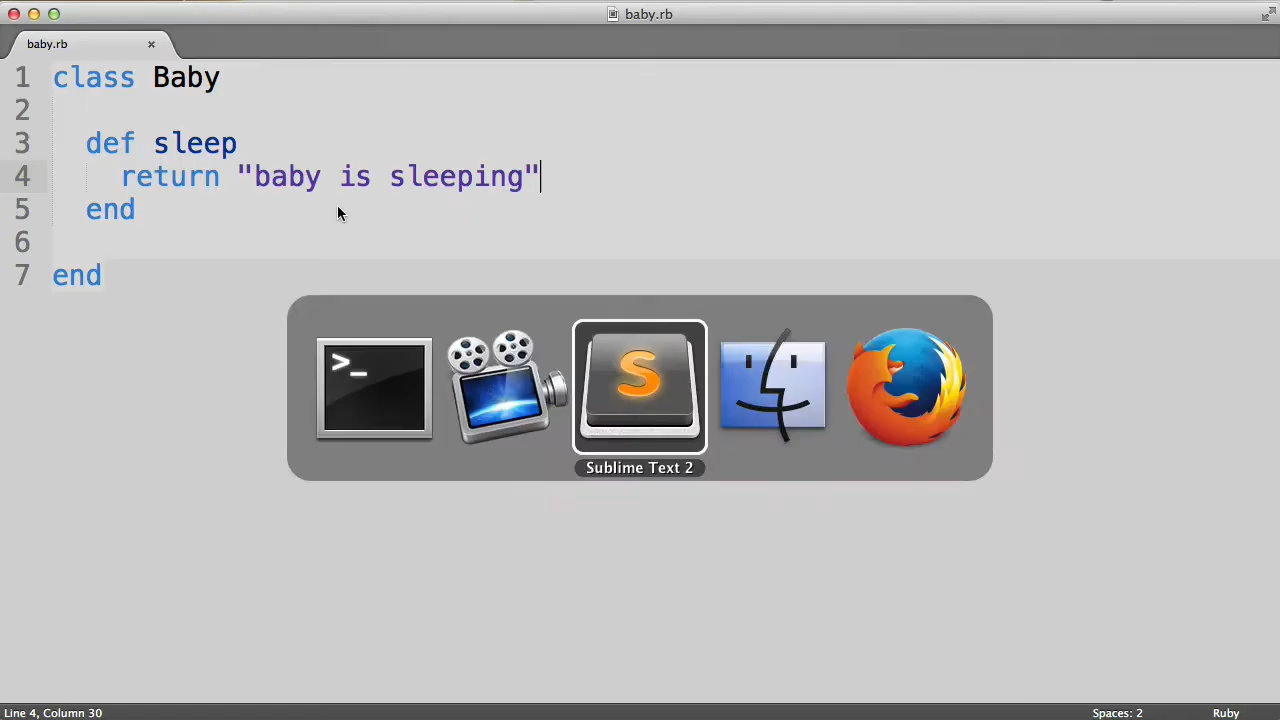 baby.rb
baby.rb
1 class Baby
2
3 def sleep
4 return "baby is sleeping"
5 end
6
7 end
>_
S
Sublime Text 2
Line 4, Column 30
Spaces: 2
Ruby